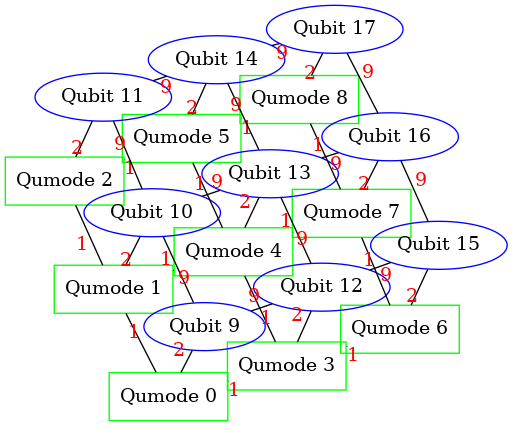 Qubit 17
9
Qubit 14
2
9
Qubit 11
9
2
Qumode 8
9
2
1
Qumode 5
Qubit 16
9
2
1
1
9
Qumode 2
1
Qubit 13
9
2
9
Qubit 10
2
Qumode 7
1
9
1
2
1
1
Qumode 4
Qubit 15
9
1
9
2
Qumode 1
Qubit 12
9
2
1
1
Qubit 9
2
Qumode 6
1
Qumode 3
1
Qumode 0